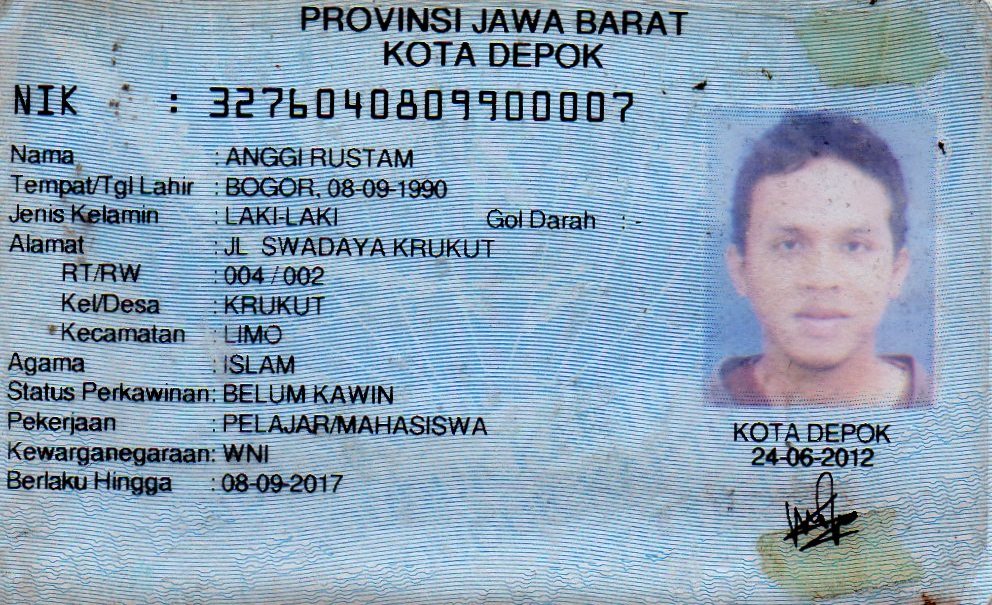 PROVINSI JAWA BARAT
KOTA DEPOK
NIK : 3276040809900007
Nama : ANGGI RUSTAM
Tempat/Tgl Lahir : BOGOR, 08-09-1990
Jenis Kelamin : LAKI-LAKI Gol Darah : -
Alamat : JL SWADAYA KRUKUT
RT/RW : 004 / 002
Kel/Desa : KRUKUT
Kecamatan : LIMO
Agama : ISLAM
Status Perkawinan: BELUM KAWIN
Pekerjaan : PELAJAR/MAHASISWA
Kewarganegaraan: WNI
Berlaku Hingga : 08-09-2017
KOTA DEPOK
24-06-2012